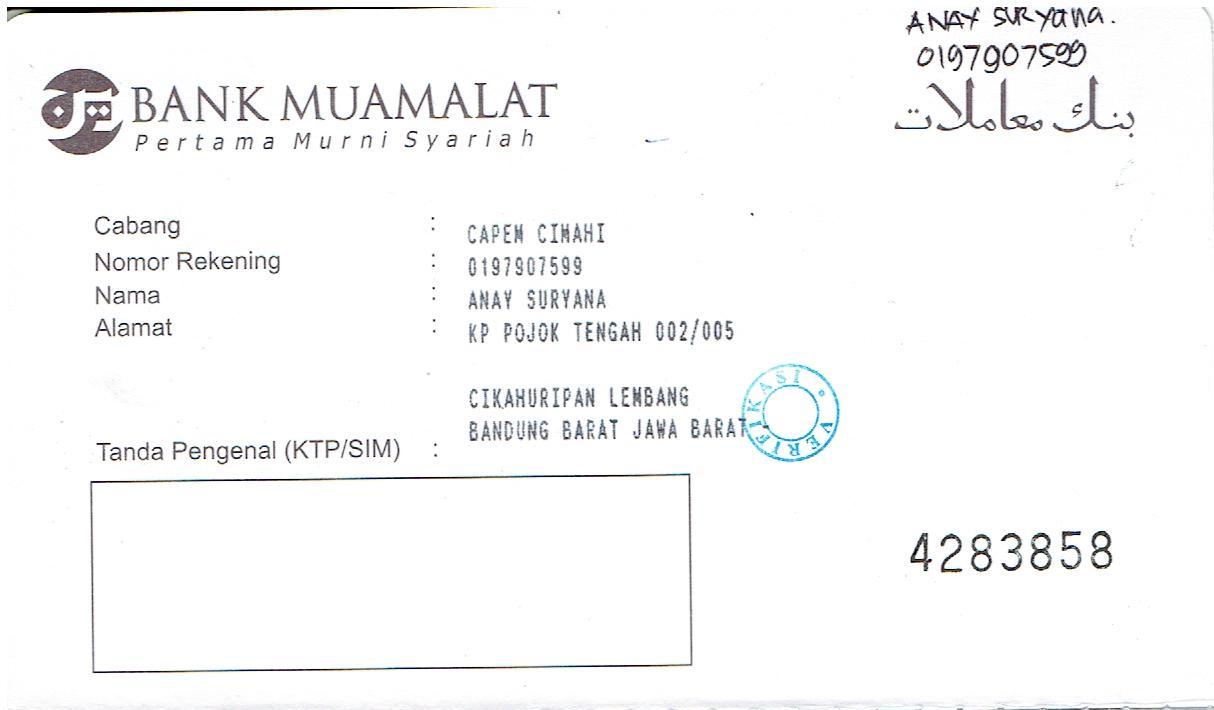 ANAY SURYANA.
0197907599
BANK MUAMALAT
Pertama Murni Syariah
بنك معاملات
Cabang : CAPEM CIMAHI
Nomor Rekening : 0197907599
Nama : ANAY SURYANA
Alamat : KP POJOK TENGAH 002/005
CIKAHURIPAN LEMBANG
BANDUNG BARAT JAWA BARAT
VERIFIKASI
Tanda Pengenal (KTP/SIM) :
4283858